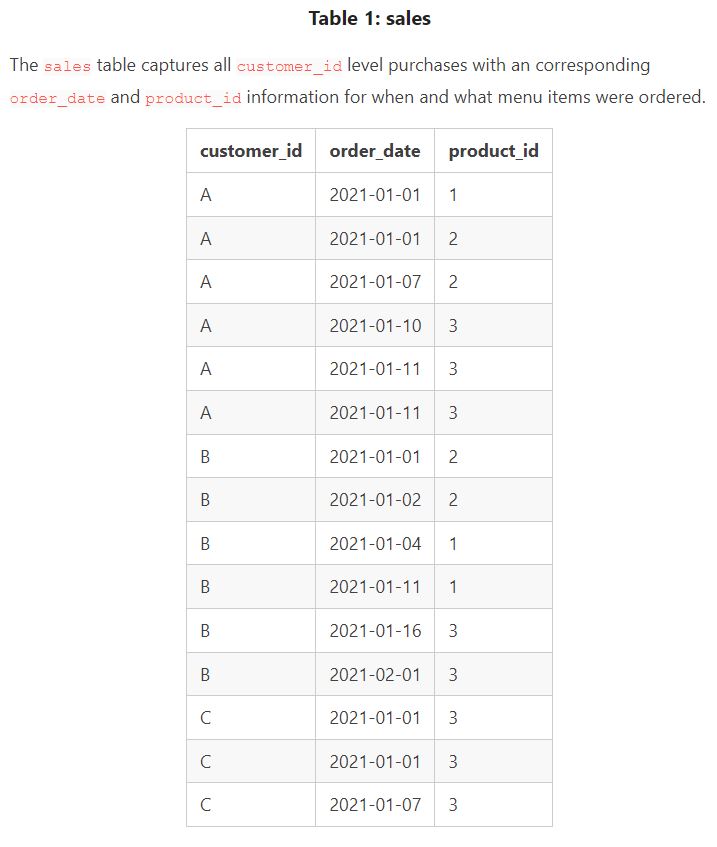 Table 1: sales
The sales table captures all customer_id level purchases with an corresponding
order_date and product_id information for when and what menu items were ordered.
customer_id order_date product_id
A 2021-01-01 1
A 2021-01-01 2
A 2021-01-07 2
A 2021-01-10 3
A 2021-01-11 3
A 2021-01-11 3
B 2021-01-01 2
B 2021-01-02 2
B 2021-01-04 1
B 2021-01-11 1
B 2021-01-16 3
B 2021-02-01 3
C 2021-01-01 3
C 2021-01-01 3
C 2021-01-07 3